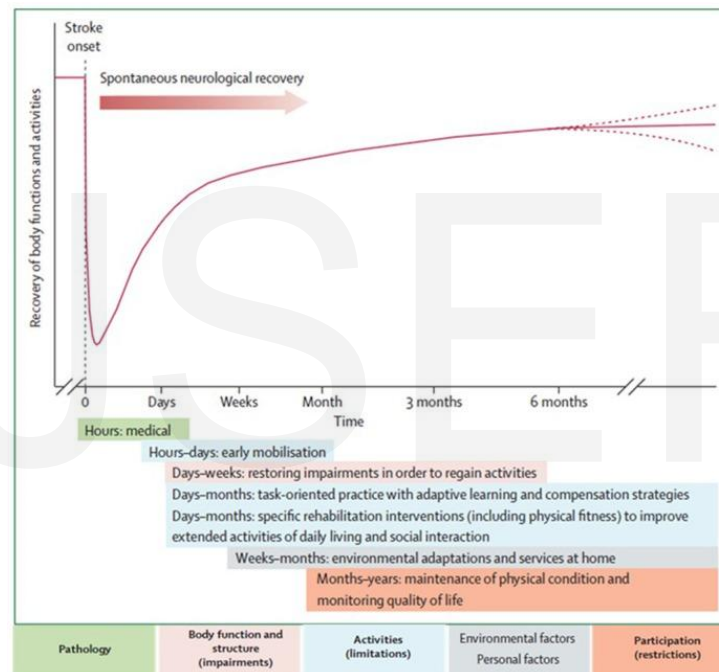 Stroke
onset
Spontaneous neurological recovery
Recovery of body functions and activities
0
Days
Weeks
Month
3 months
6 months
Time
Hours: medical
Hours–days: early mobilisation
Days–weeks: restoring impairments in order to regain activities
Days–months: task-oriented practice with adaptive learning and compensation strategies
Days–months: specific rehabilitation interventions (including physical fitness) to improve
extended activities of daily living and social interaction
Weeks–months: environmental adaptations and services at home
Months–years: maintenance of physical condition and
monitoring quality of life
Pathology
Body function and
structure
(impairments)
Activities
(limitations)
Environmental factors
Personal factors
Participation
(restrictions)